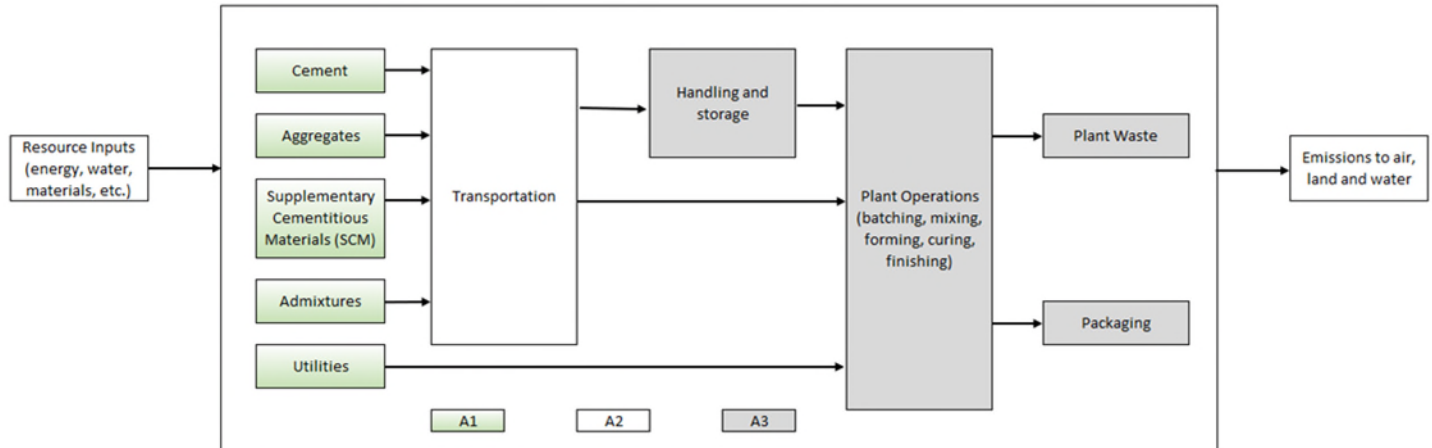 Resource Inputs
(energy, water,
materials, etc.)
Cement
Aggregates
Supplementary
Cementitious
Materials (SCM)
Admixtures
Utilities
Transportation
Handling and
storage
Plant Operations
(batching, mixing,
forming, curing,
finishing)
Plant Waste
Packaging
Emissions to air,
land and water
A1
A2
A3